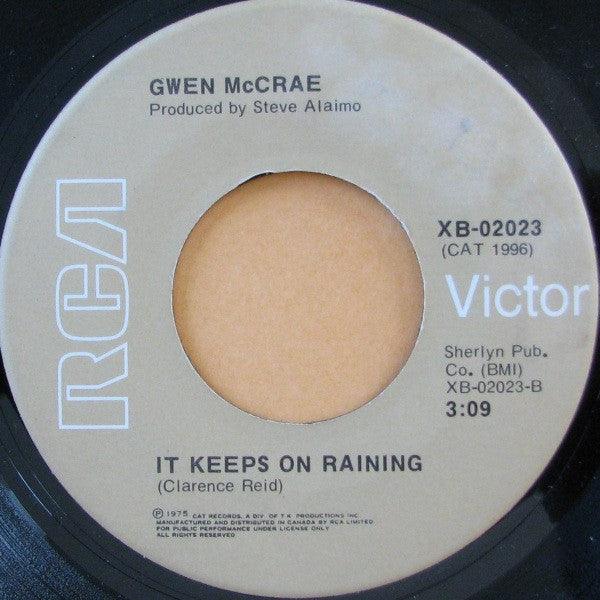 GWEN McCRAE
Produced by Steve Alaimo
RCA
XB-02023
(CAT 1996)
Victor
Sherlyn Pub.
Co. (BMI)
XB-02023-B
3:09
IT KEEPS ON RAINING
(Clarence Reid)
℗ 1975 CAT RECORDS, A DIV. OF T.K. PRODUCTIONS INC.
MANUFACTURED AND DISTRIBUTED IN CANADA BY RCA LIMITED
FOR PUBLIC PERFORMANCE UNDER LICENSE ONLY
ALL RIGHTS RESERVED